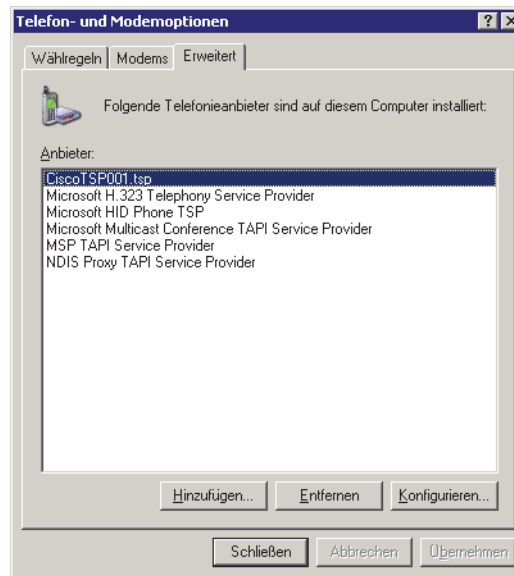 Telefon- und Modemoptionen
Wählregeln Modems Erweitert
Folgende Telefonieanbieter sind auf diesem Computer installiert:
Anbieter:
CiscoTSP001.tsp
Microsoft H.323 Telephony Service Provider
Microsoft HID Phone TSP
Microsoft Multicast Conference TAPI Service Provider
MSP TAPI Service Provider
NDIS Proxy TAPI Service Provider
Hinzufügen... Entfernen Konfigurieren...
Schließen Abbrechen Übernehmen